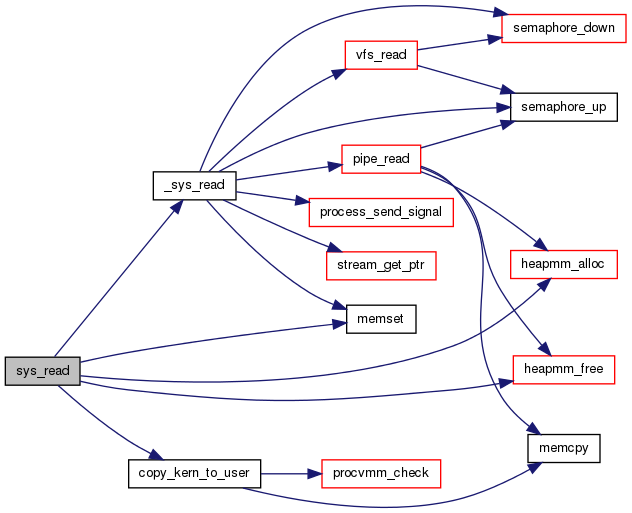 semaphore_down
vfs_read
semaphore_up
pipe_read
_sys_read
process_send_signal
stream_get_ptr
heapmm_alloc
memset
sys_read
heapmm_free
memcpy
copy_kern_to_user
procvmm_check